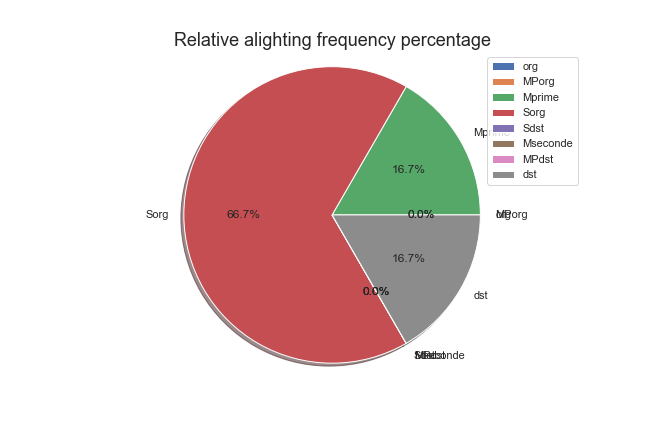 Relative alighting frequency percentage
org
MPorg
Mprime
Sorg
Sdst
Mseconde
MPdst
dst
16.7%
Sorg
66.7%
0.0%
MPorg
16.7%
0.0%
dst